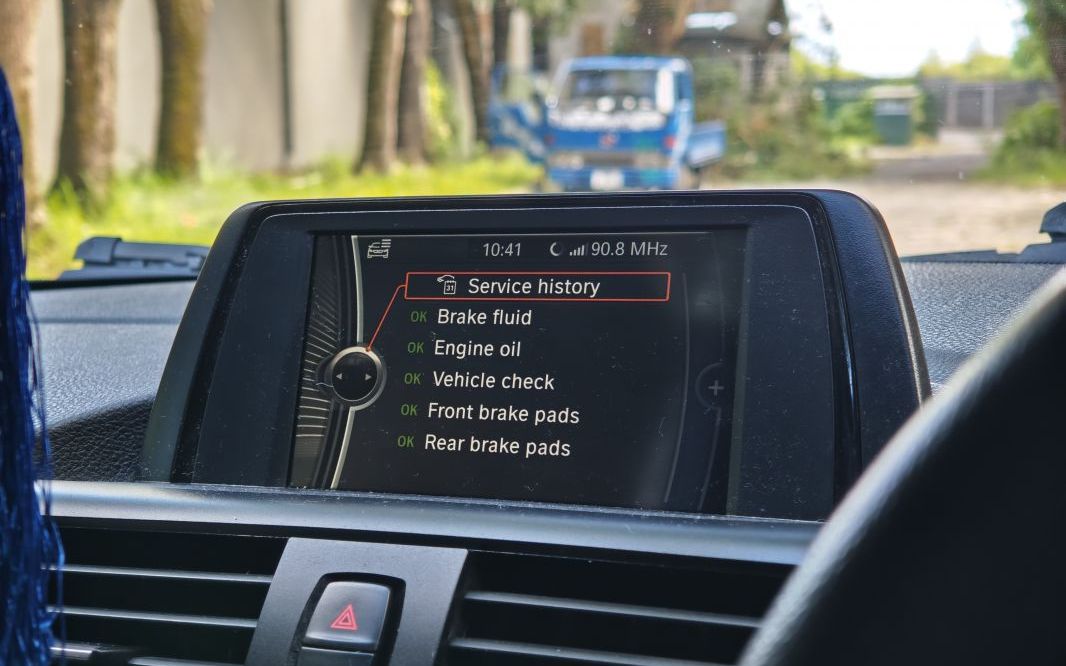 10:41 90.8 MHz
31 Service history
OK Brake fluid
OK Engine oil
OK Vehicle check
OK Front brake pads
OK Rear brake pads